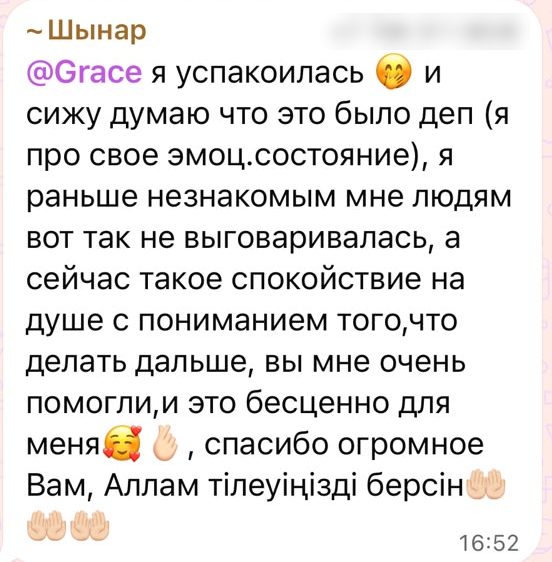 ~Шынар
@Grace я успакоилась 🤭 и
сижу думаю что это было деп (я
про свое эмоц.состояние), я
раньше незнакомым мне людям
вот так не выговаривалась, а
сейчас такое спокойствие на
душе с пониманием того,что
делать дальше, вы мне очень
помогли,и это бесценно для
меня🥰🫰🏻, спасибо огромное
Вам, Аллам тілеуіңізді берсін🤲🏻
🤲🏻🤲🏻
16:52